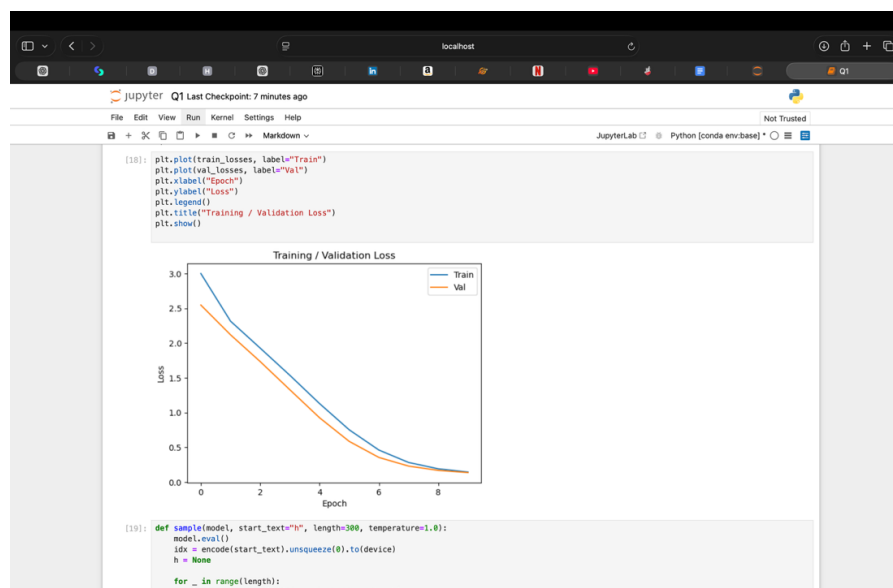 localhost
Q1
jupyter Q1 Last Checkpoint: 7 minutes ago
File Edit View Run Kernel Settings Help
Not Trusted
Markdown
JupyterLab
Python [conda env:base] *
[18]:
plt.plot(train_losses, label="Train")
plt.plot(val_losses, label="Val")
plt.xlabel("Epoch")
plt.ylabel("Loss")
plt.legend()
plt.title("Training / Validation Loss")
plt.show()
Training / Validation Loss
Train
Val
3.0
2.5
2.0
1.5
1.0
0.5
0.0
Loss
0 2 4 6 8
Epoch
[19]:
def sample(model, start_text="h", length=300, temperature=1.0):
model.eval()
idx = encode(start_text).unsqueeze(0).to(device)
h = None
for _ in range(length):